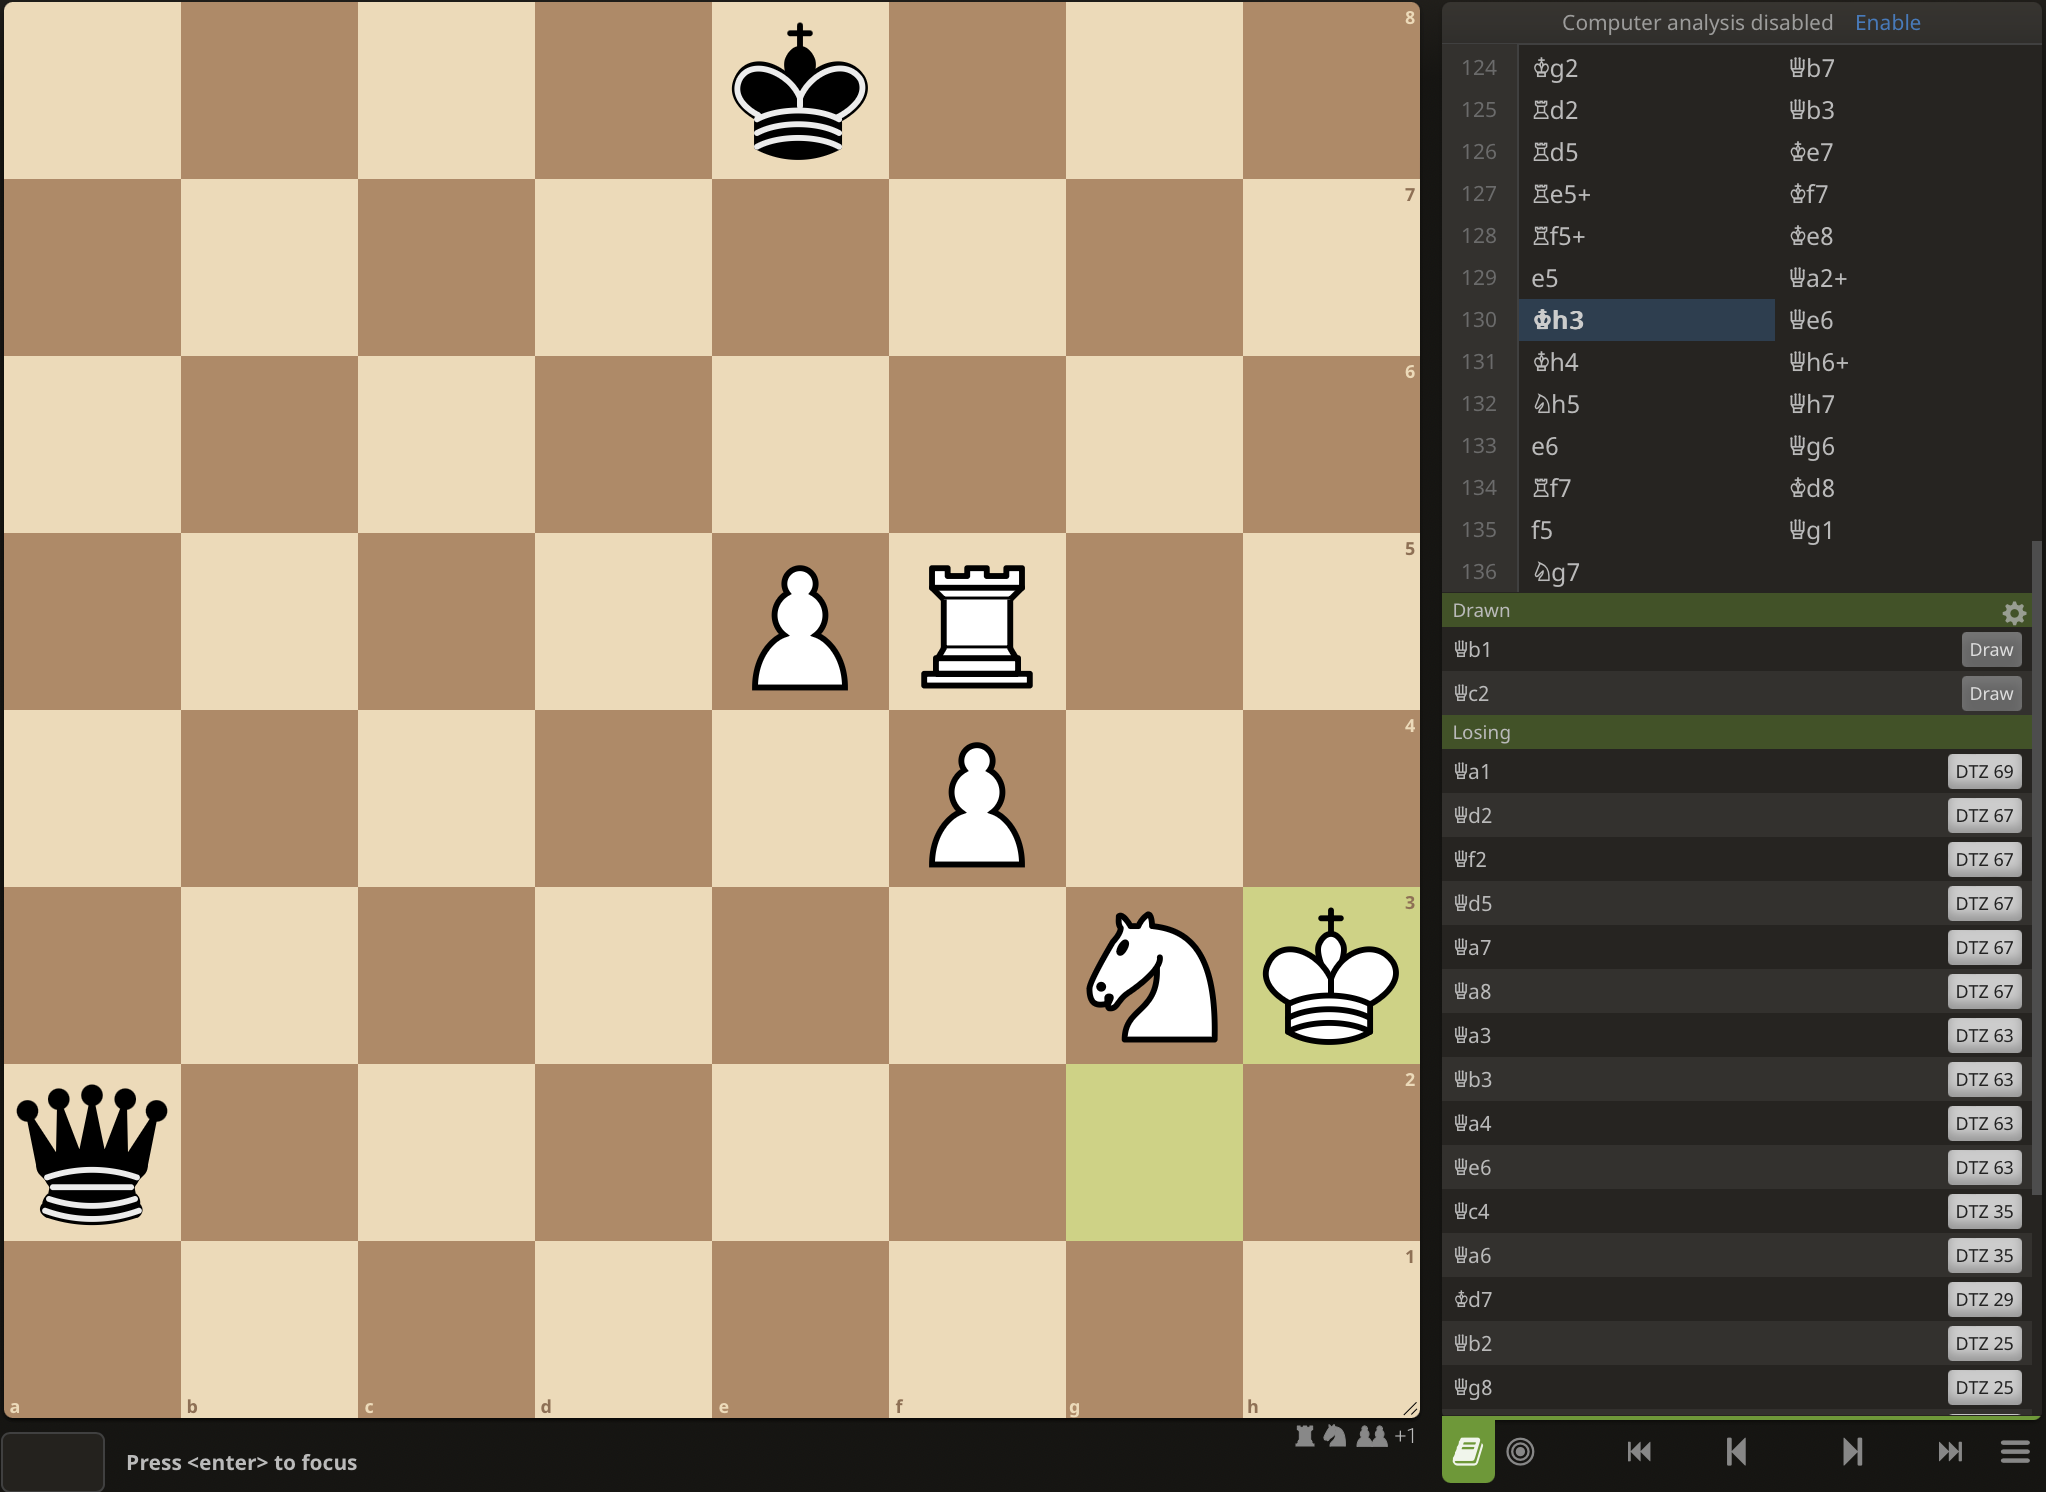 Computer analysis disabled Enable
8
7
6
5
4
3
2
1
a b c d e f g h
124 ♔g2 ♕b7
125 ♖d2 ♕b3
126 ♖d5 ♔e7
127 ♖e5+ ♔f7
128 ♖f5+ ♔e8
129 e5 ♕a2+
130 ♔h3 ♕e6
131 ♔h4 ♕h6+
132 ♘h5 ♕h7
133 e6 ♕g6
134 ♖f7 ♔d8
135 f5 ♕g1
136 ♘g7
Drawn
♕b1 Draw
♕c2 Draw
Losing
♕a1 DTZ 69
♕d2 DTZ 67
♕f2 DTZ 67
♕d5 DTZ 67
♕a7 DTZ 67
♕a8 DTZ 67
♕a3 DTZ 63
♕b3 DTZ 63
♕a4 DTZ 63
♕e6 DTZ 63
♕c4 DTZ 35
♕a6 DTZ 35
♔d7 DTZ 29
♕b2 DTZ 25
♕g8 DTZ 25
+1
Press <enter> to focus